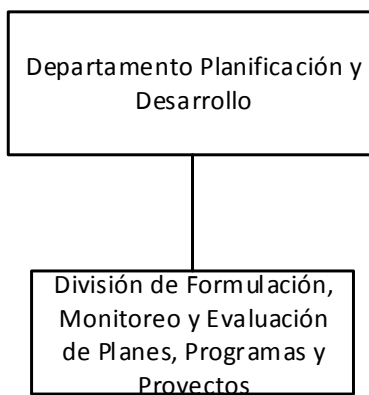 Departamento Planificación y
Desarrollo
División de Formulación,
Monitoreo y Evaluación
de Planes, Programas y
Proyectos